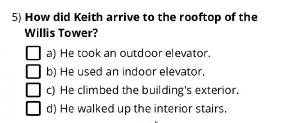 5) How did Keith arrive to the rooftop of the
Willis Tower?
a) He took an outdoor elevator.
b) He used an indoor elevator.
c) He climbed the building's exterior.
d) He walked up the interior stairs.